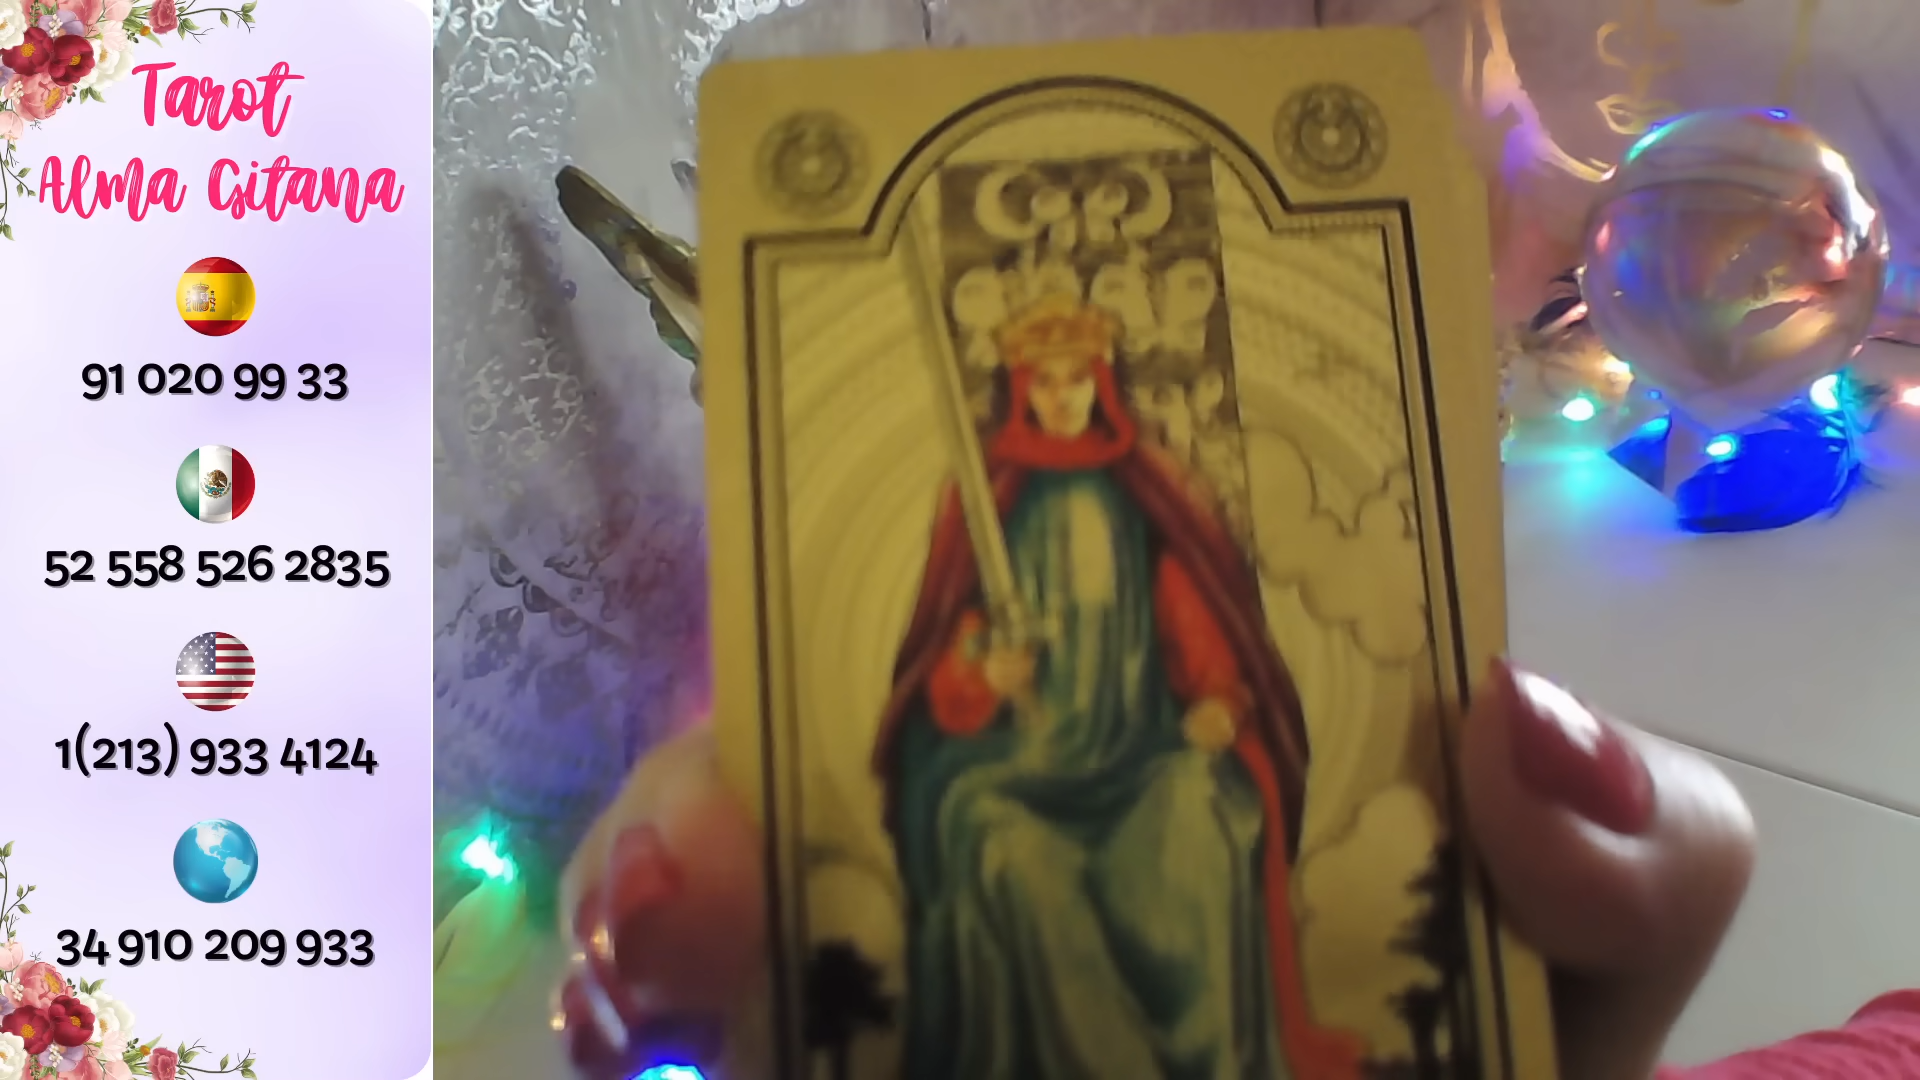 Tarot
Alma Gitana
91 020 99 33
52 558 526 2835
1(213) 933 4124
34 910 209 933